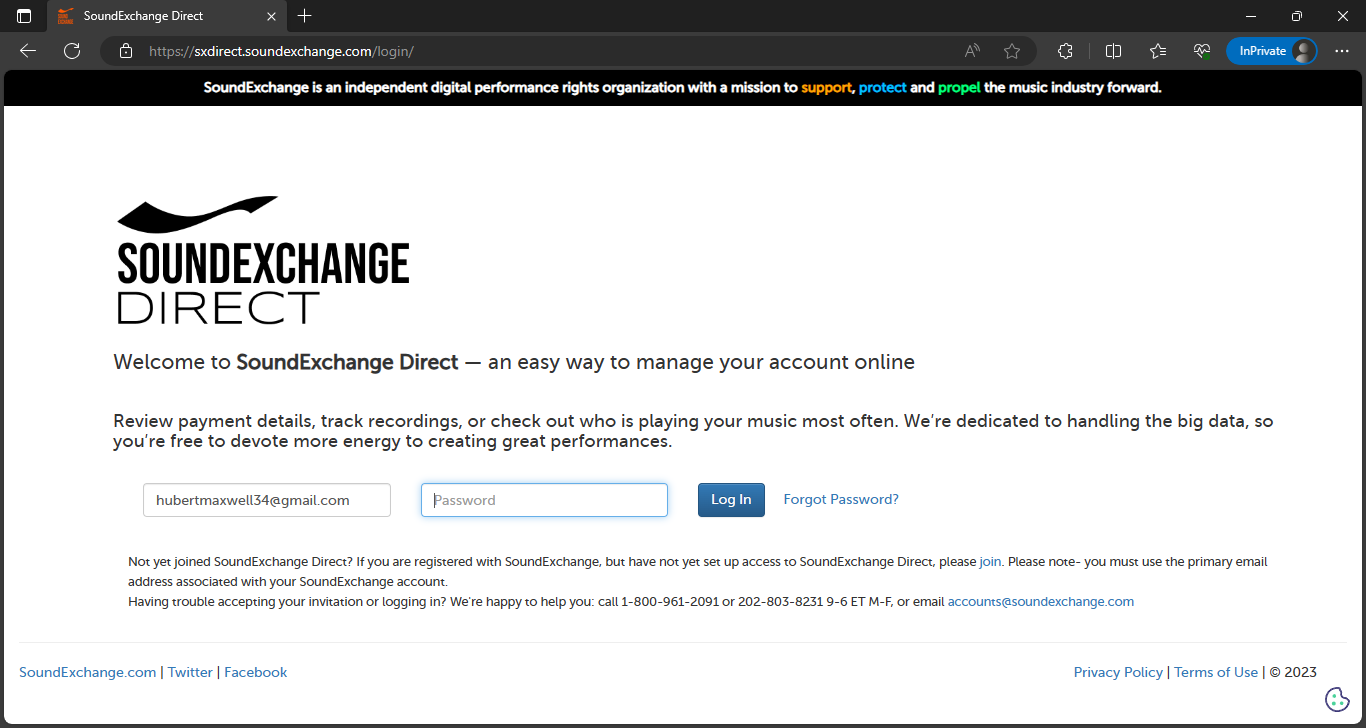 SoundExchange Direct
https://sxdirect.soundexchange.com/login/
InPrivate
SoundExchange is an independent digital performance rights organization with a mission to support, protect and propel the music industry forward.
SOUNDEXCHANGE
DIRECT
Welcome to SoundExchange Direct — an easy way to manage your account online
Review payment details, track recordings, or check out who is playing your music most often. We're dedicated to handling the big data, so
you're free to devote more energy to creating great performances.
hubertmaxwell34@gmail.com Password Log In Forgot Password?
Not yet joined SoundExchange Direct? If you are registered with SoundExchange, but have not yet set up access to SoundExchange Direct, please join. Please note- you must use the primary email
address associated with your SoundExchange account.
Having trouble accepting your invitation or logging in? We're happy to help you: call 1-800-961-2091 or 202-803-8231 9-6 ET M-F, or email accounts@soundexchange.com
SoundExchange.com | Twitter | Facebook Privacy Policy | Terms of Use | © 2023